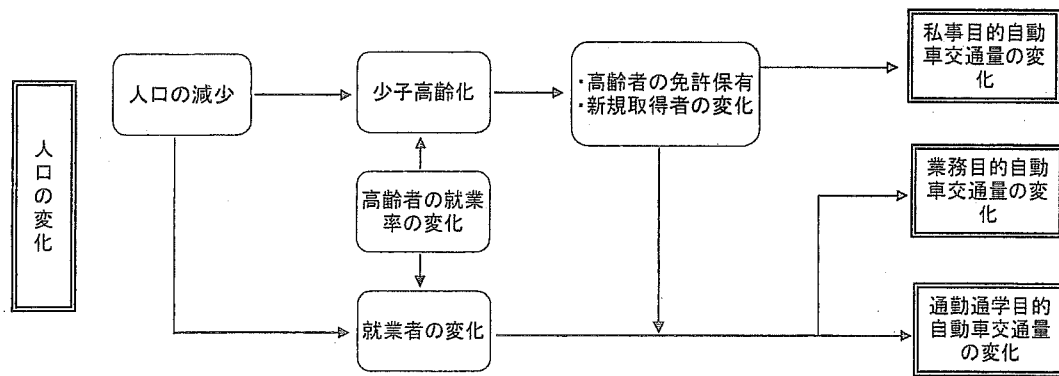 人口の変化
人口の減少
少子高齢化
・高齢者の免許保有
・新規取得者の変化
私事目的自動
車交通量の変
化
高齢者の就業
率の変化
業務目的自動
車交通量の変
化
就業者の変化
通勤通学目的
自動車交通量
の変化